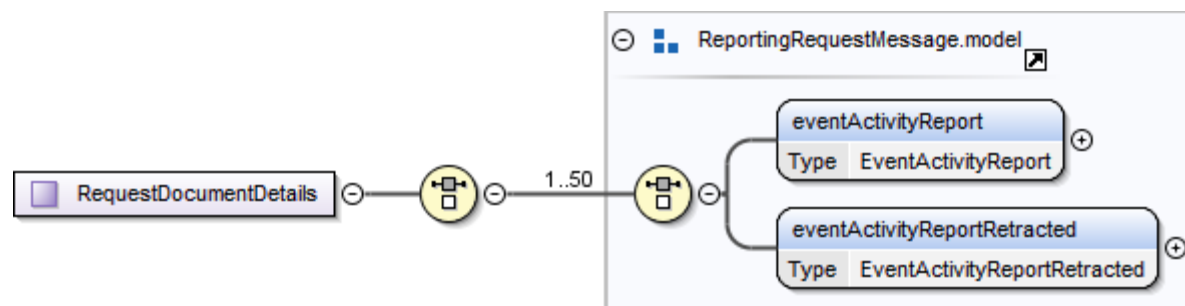 ReportingRequestMessage.model
eventActivityReport
Type EventActivityReport
RequestDocumentDetails
1..50
eventActivityReportRetracted
Type EventActivityReportRetracted